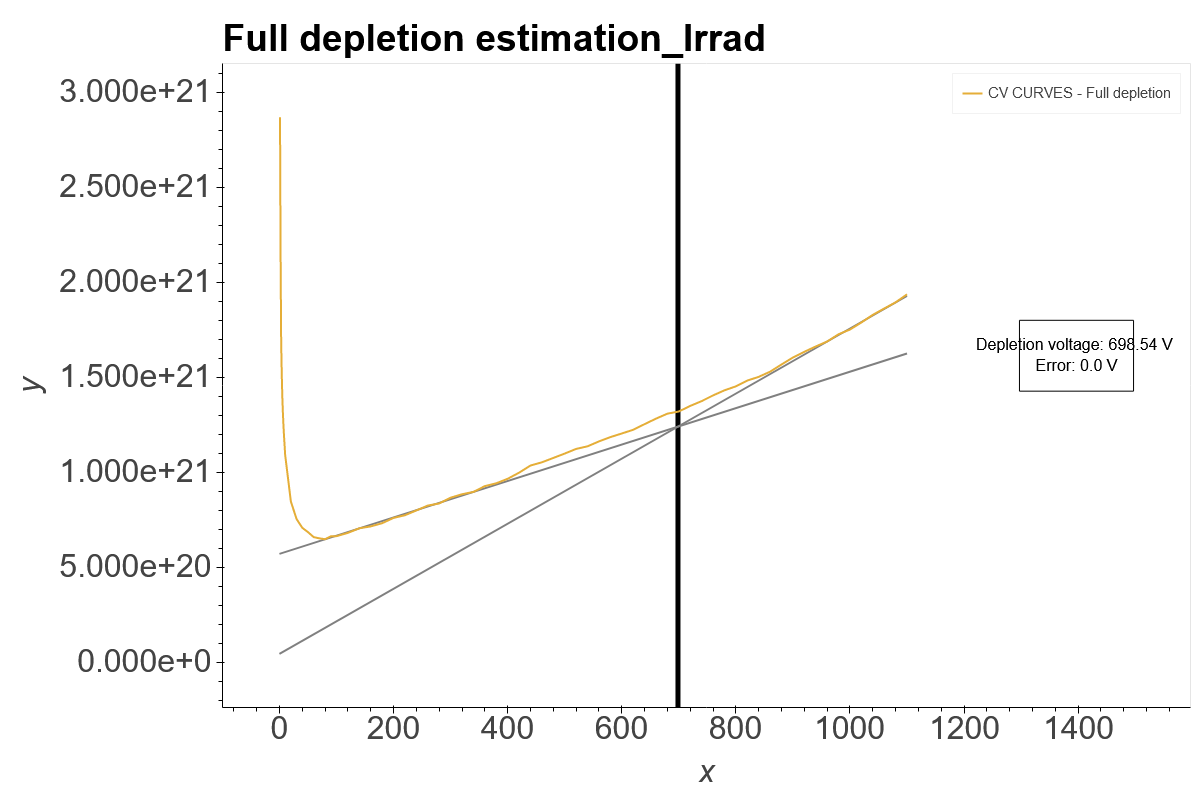 Full depletion estimation_Irrad
CV CURVES - Full depletion
3.000e+21
2.500e+21
2.000e+21
1.500e+21
1.000e+21
5.000e+20
0.000e+0
y
Depletion voltage: 698.54 V
Error: 0.0 V
0 200 400 600 800 1000 1200 1400
x